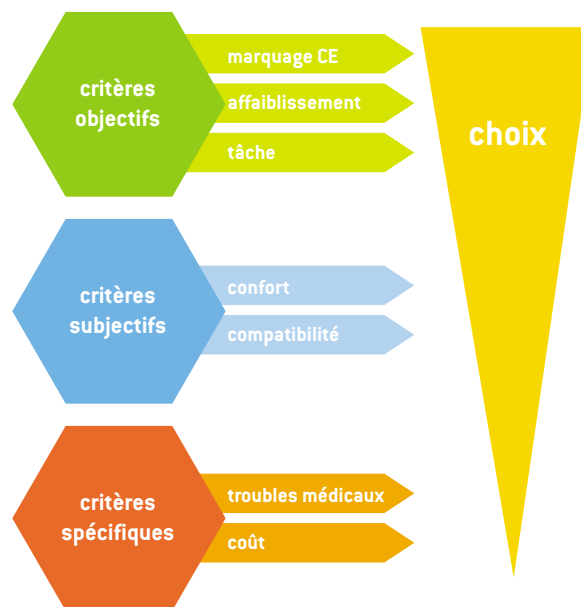 critères
objectifs
marquage CE
affaiblissement
tâche
choix
critères
subjectifs
confort
compatibilité
critères
spécifiques
troubles médicaux
coût